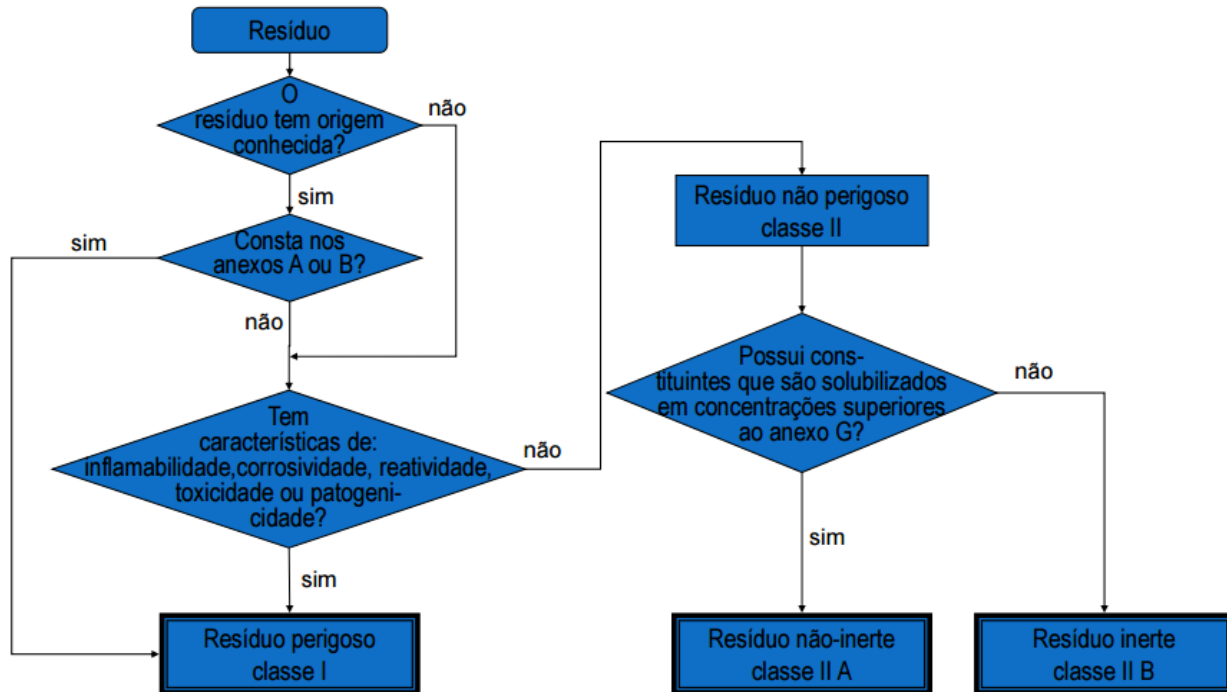 Resíduo
O
resíduo tem origem
conhecida?
não
sim
sim
Consta nos
anexos A ou B?
não
Tem
características de:
inflamabilidade,corrosividade, reatividade,
toxicidade ou patogeni-
cidade?
não
sim
Resíduo perigoso
classe I
Resíduo não perigoso
classe II
Possui cons-
tituintes que são solubilizados
em concentrações superiores
ao anexo G?
não
sim
Resíduo não-inerte
classe II A
Resíduo inerte
classe II B